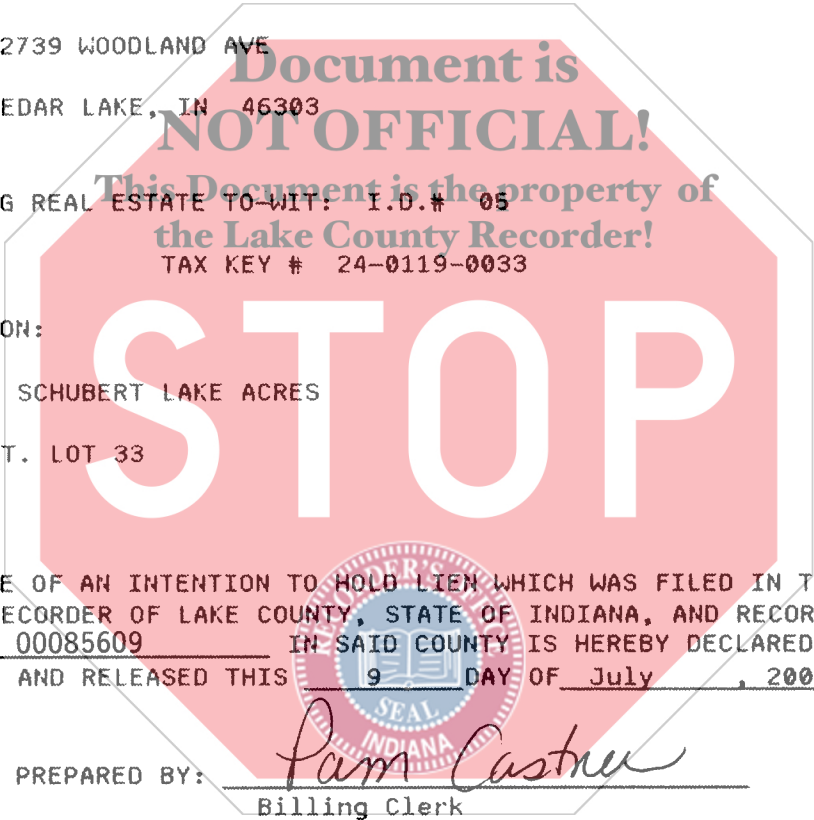 2739 WOODLAND AVE
Document is
EDAR LAKE, IN 46303
NOT OFFICIAL!
This Document is the property of
G REAL ESTATE TO-WIT: I.D.# 05
the Lake County Recorder!
TAX KEY # 24-0119-0033
ON:
STOP
SCHUBERT LAKE ACRES
T. LOT 33
E OF AN INTENTION TO HOLD LIEN WHICH WAS FILED IN T
ECORDER OF LAKE COUNTY, STATE OF INDIANA, AND RECOR
00085609 IN SAID COUNTY IS HEREBY DECLARED
AND RELEASED THIS 9 DAY OF July , 200
SEAL
INDIANA
PREPARED BY: Pam Castner
Billing Clerk